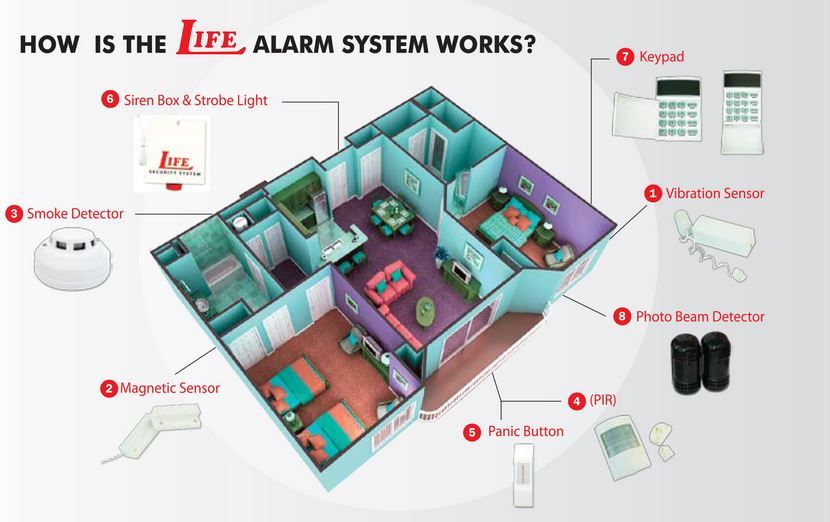 HOW IS THE LIFE ALARM SYSTEM WORKS?
7 Keypad
6 Siren Box & Strobe Light
LIFE
SECURITY SYSTEM
1 Vibration Sensor
3 Smoke Detector
8 Photo Beam Detector
2 Magnetic Sensor
4 (PIR)
5 Panic Button